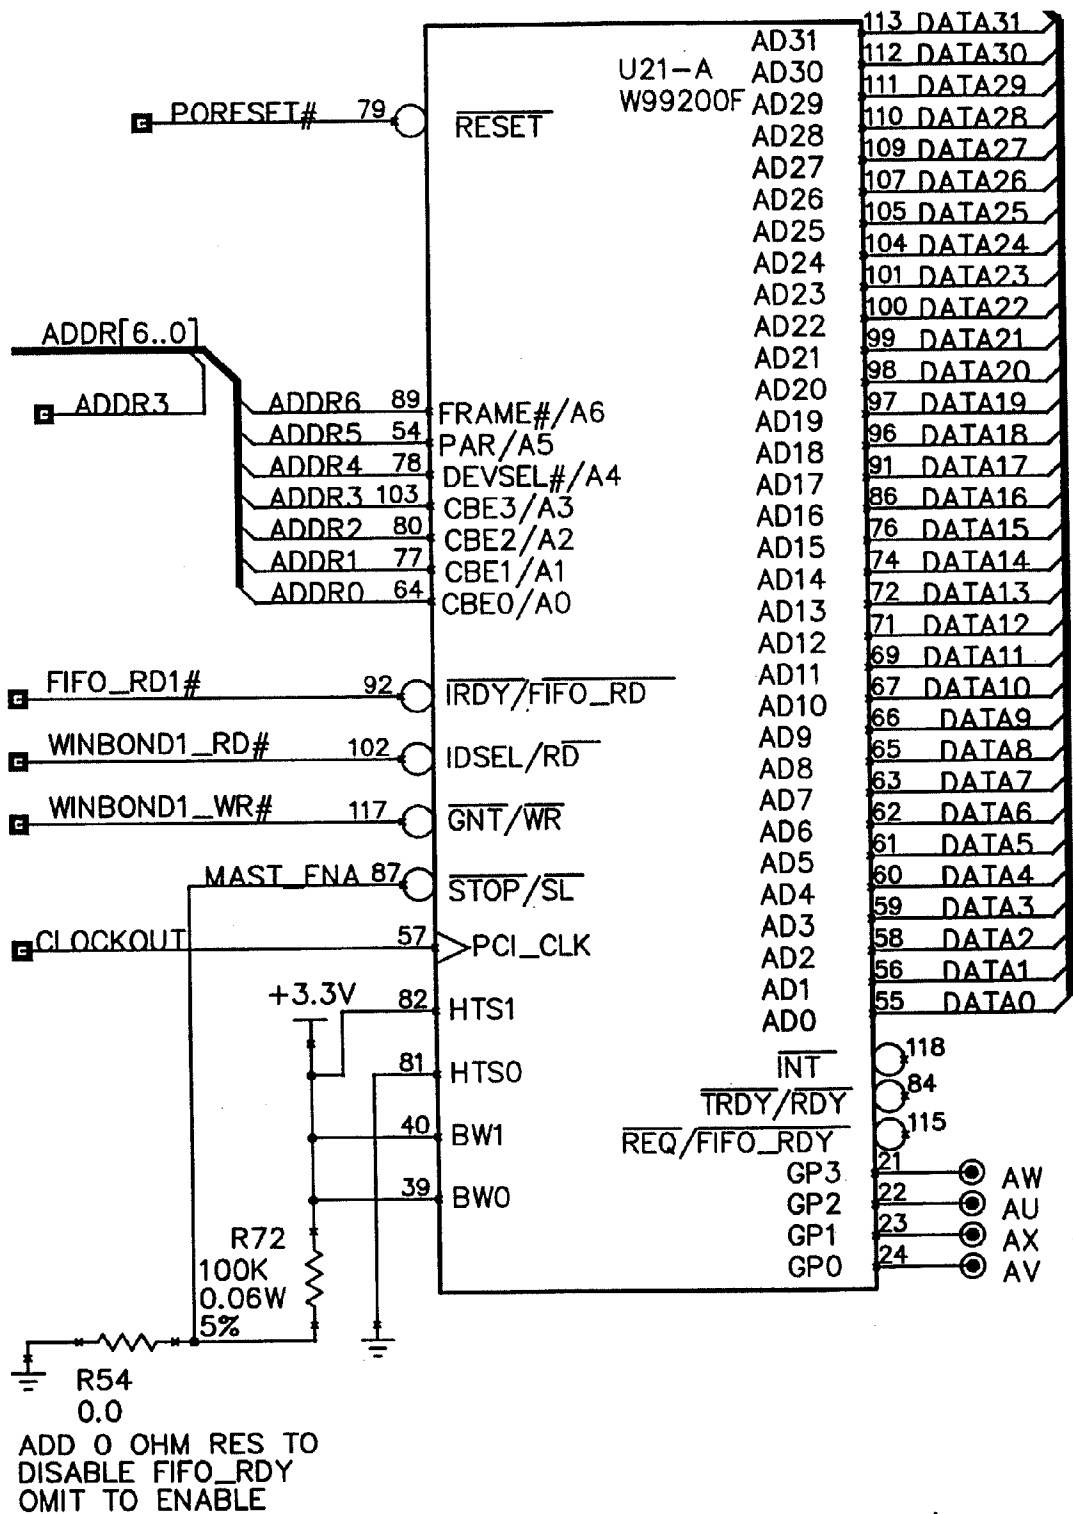 U21-A
W99200F
PORESET# 79 RESET
ADDR[6..0]
ADDR3
ADDR6 89 FRAME#/A6
ADDR5 54 PAR/A5
ADDR4 78 DEVSEL#/A4
ADDR3 103 CBE3/A3
ADDR2 80 CBE2/A2
ADDR1 77 CBE1/A1
ADDR0 64 CBE0/A0
FIFO_RD1# 92 IRDY/FIFO_RD
WINBOND1_RD# 102 IDSEL/RD
WINBOND1_WR# 117 GNT/WR
MAST_ENA 87 STOP/SL
CLOCKOUT 57 PCI_CLK
+3.3V
82 HTS1
81 HTS0
40 BW1
39 BW0
R72
100K
0.06W
5%
R54
0.0
ADD 0 OHM RES TO
DISABLE FIFO_RDY
OMIT TO ENABLE
AD31 113 DATA31
AD30 112 DATA30
AD29 111 DATA29
AD28 110 DATA28
AD27 109 DATA27
AD26 107 DATA26
AD25 105 DATA25
AD24 104 DATA24
AD23 101 DATA23
AD22 100 DATA22
AD21 99 DATA21
AD20 98 DATA20
AD19 97 DATA19
AD18 96 DATA18
AD17 91 DATA17
AD16 86 DATA16
AD15 76 DATA15
AD14 74 DATA14
AD13 72 DATA13
AD12 71 DATA12
AD11 69 DATA11
AD10 67 DATA10
AD9 66 DATA9
AD8 65 DATA8
AD7 63 DATA7
AD6 62 DATA6
AD5 61 DATA5
AD4 60 DATA4
AD3 59 DATA3
AD2 58 DATA2
AD1 56 DATA1
AD0 55 DATA0
INT 118
TRDY/RDY 84
REQ/FIFO_RDY 115
GP3 21 AW
GP2 22 AU
GP1 23 AX
GP0 24 AV